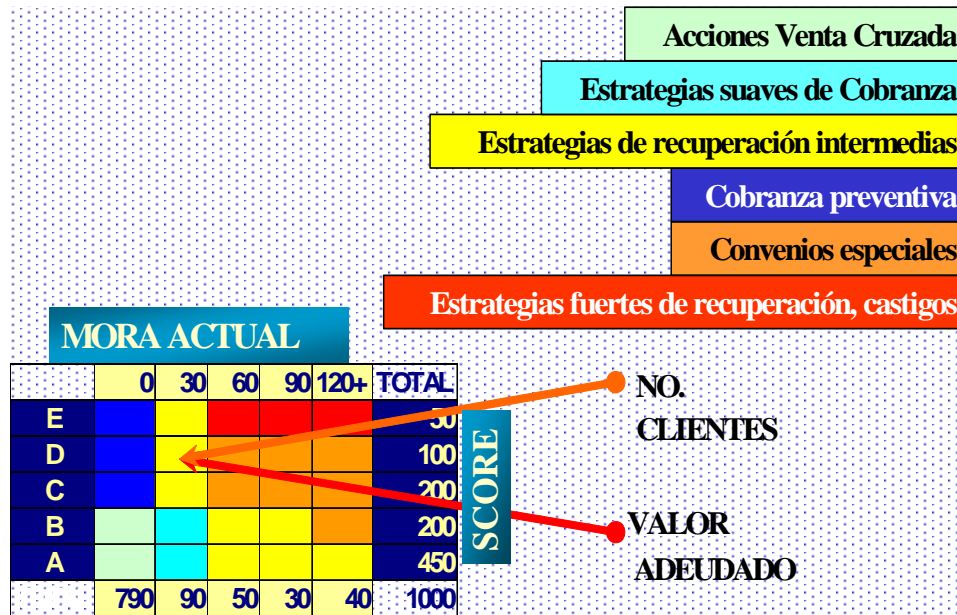 Acciones Venta Cruzada
Estrategias suaves de Cobranza
Estrategias de recuperación intermedias
Cobranza preventiva
Convenios especiales
Estrategias fuertes de recuperación, castigos
MORA ACTUAL
0 30 60 90 120+ TOTAL
E 50
D 100
C 200
B 200
A 450
790 90 50 30 40 1000
SCORE
NO.
CLIENTES
VALOR
ADEUDADO